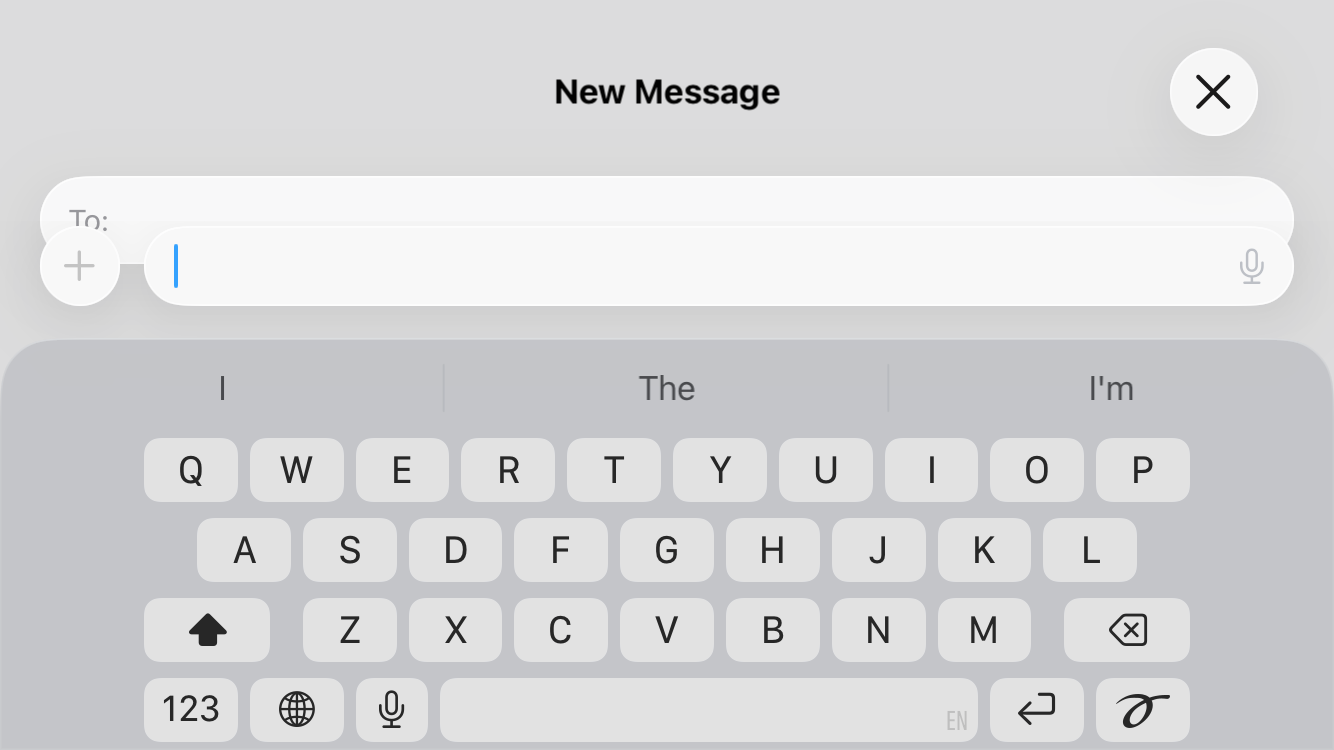 New Message
To:
I The I'm
Q W E R T Y U I O P
A S D F G H J K L
Z X C V B N M
123 EN